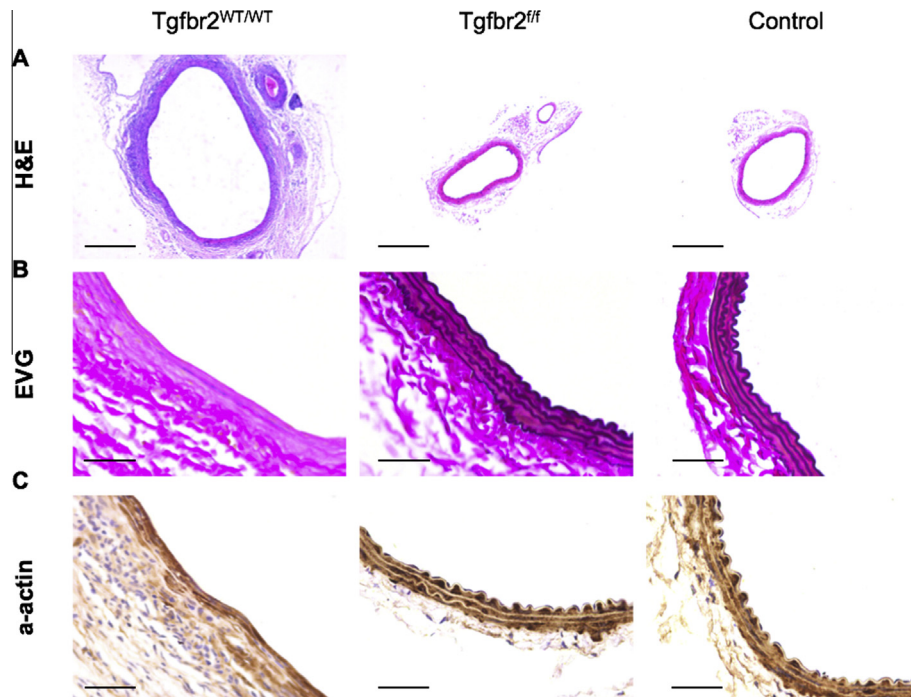 Tgfbr2WT/WT Tgfbr2f/f Control
A
H&E
B
EVG
C
a-actin